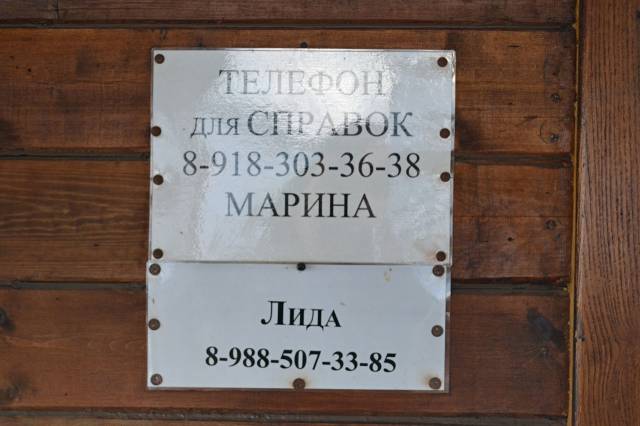 ТЕЛЕФОН
для СПРАВОК
8-918-303-36-38
МАРИНА
Лида
8-988-507-33-85